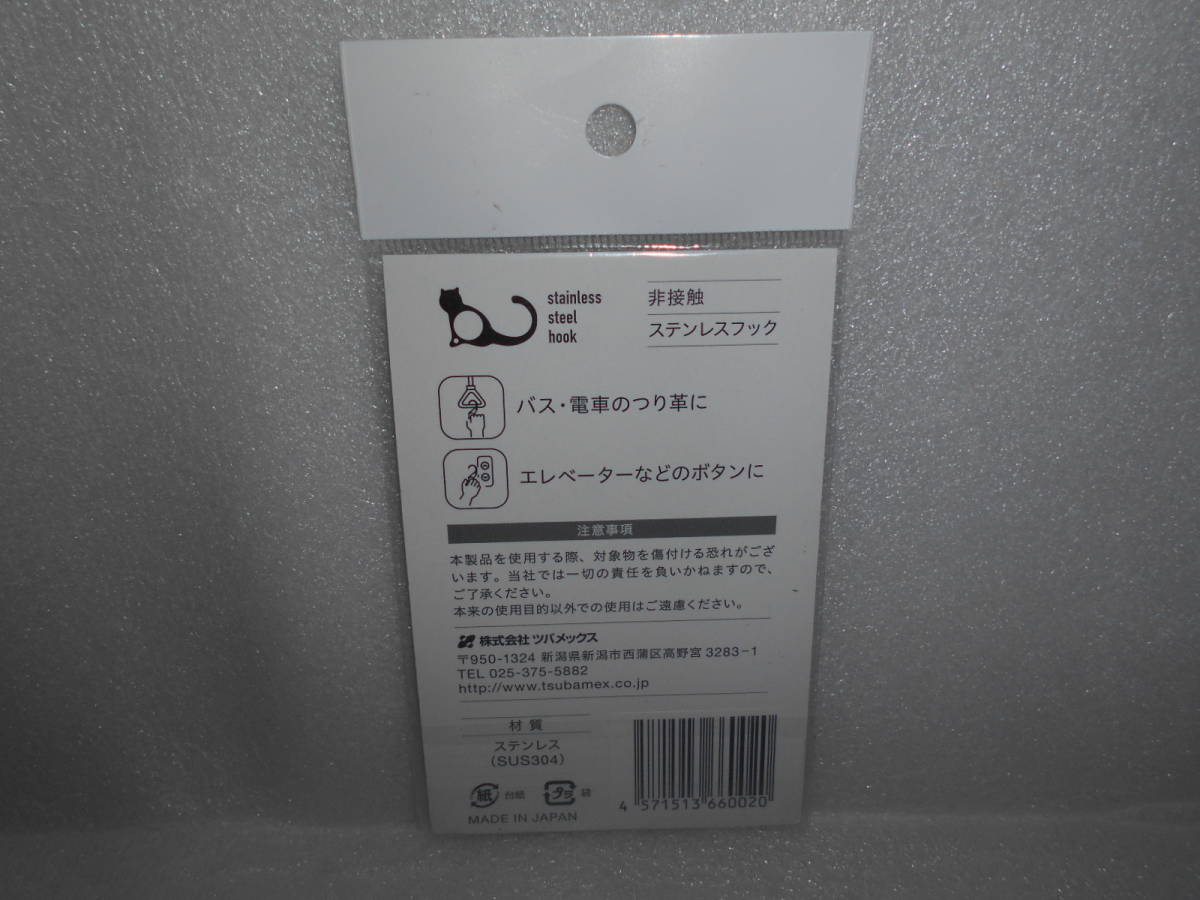 stainless
steel
hook
非接触
ステンレスフック
バス・電車のつり革に
エレベーターなどのボタンに
注意事項
本製品を使用する際、対象物を傷付ける恐れがござ
います。当社では一切の責任を負いかねますので、
ご了承ください。
本来の使用目的以外での使用はご遠慮ください。
株式会社 ツバメックス
〒950-1324 新潟県新潟市西蒲区高野宮 3283-1
TEL 025-375-5882
http://www.tsubamex.co.jp
材質
ステンレス
(SUS304)
紙 台紙 プラ 袋
MADE IN JAPAN
4 571513 660020